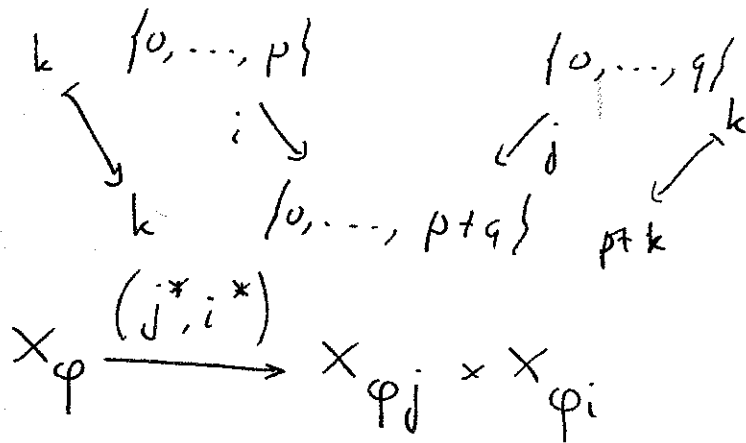 k {0, ..., p} {0, ..., q} k
i j
k {0, ..., p+q} p+k
(j*, i*)
X_φ → X_φj × X_φi